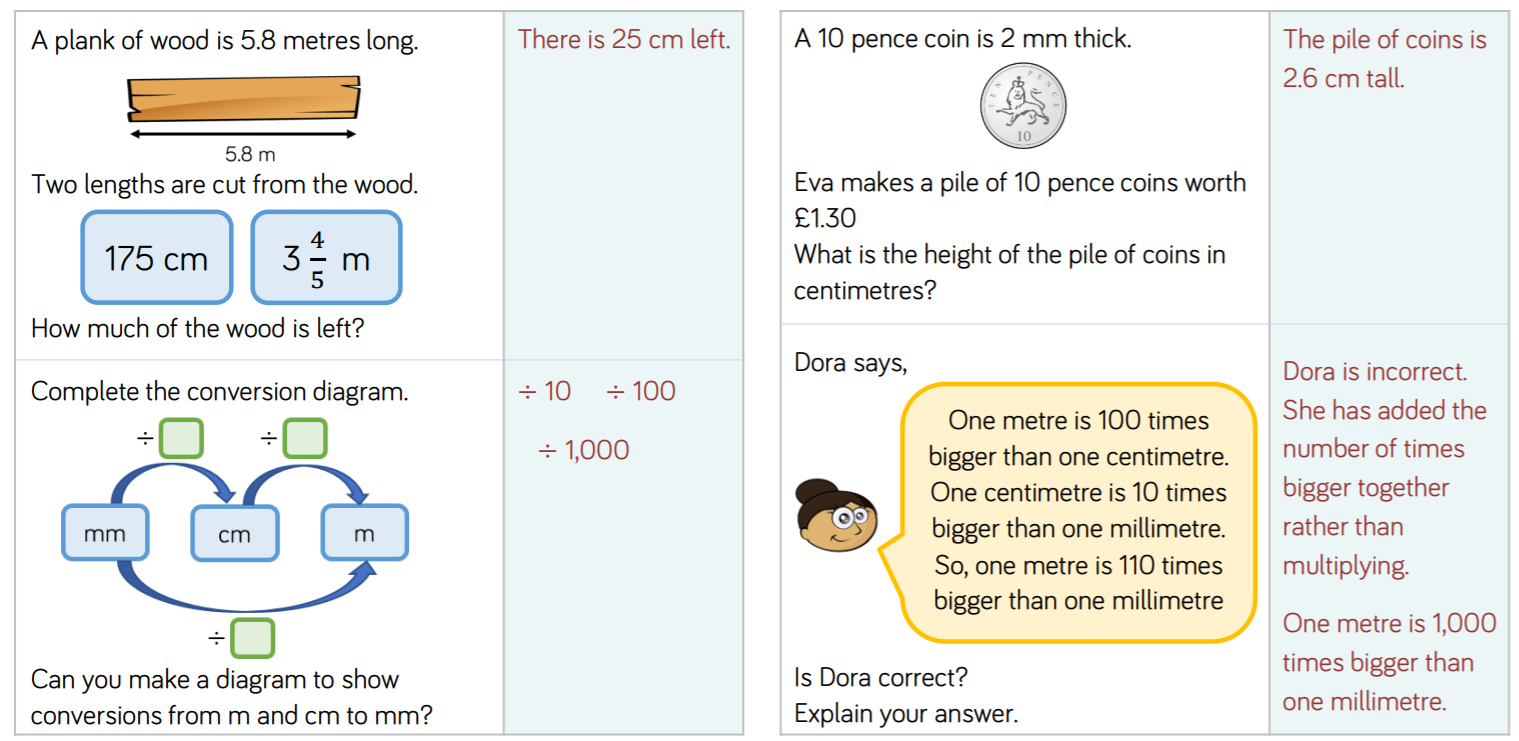 A plank of wood is 5.8 metres long.
5.8 m
Two lengths are cut from the wood.
175 cm
3 4/5 m
How much of the wood is left?
There is 25 cm left.
Complete the conversion diagram.
÷ ÷
mm cm m
÷
Can you make a diagram to show
conversions from m and cm to mm?
÷ 10 ÷ 100
÷ 1,000
A 10 pence coin is 2 mm thick.
TEN PENCE
10
Eva makes a pile of 10 pence coins worth
£1.30
What is the height of the pile of coins in
centimetres?
The pile of coins is
2.6 cm tall.
Dora says,
One metre is 100 times
bigger than one centimetre.
One centimetre is 10 times
bigger than one millimetre.
So, one metre is 110 times
bigger than one millimetre
Is Dora correct?
Explain your answer.
Dora is incorrect.
She has added the
number of times
bigger together
rather than
multiplying.
One metre is 1,000
times bigger than
one millimetre.